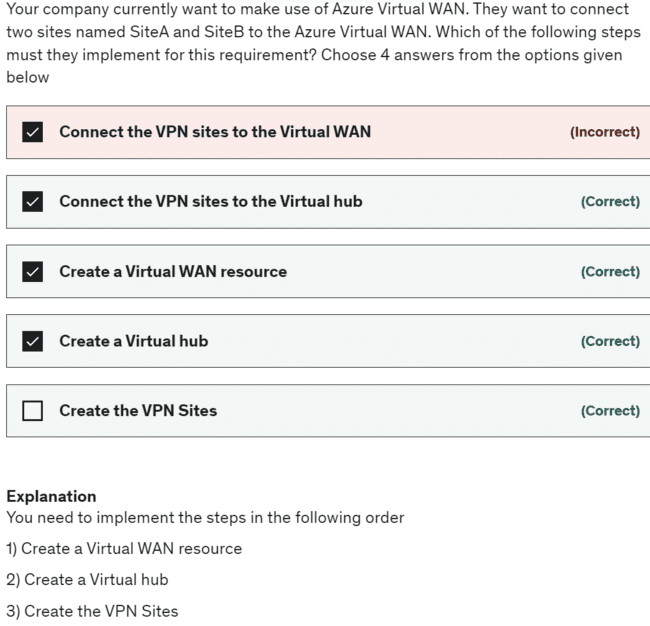 Your company currently want to make use of Azure Virtual WAN. They want to connect
two sites named SiteA and SiteB to the Azure Virtual WAN. Which of the following steps
must they implement for this requirement? Choose 4 answers from the options given
below
Connect the VPN sites to the Virtual WAN (Incorrect)
Connect the VPN sites to the Virtual hub (Correct)
Create a Virtual WAN resource (Correct)
Create a Virtual hub (Correct)
Create the VPN Sites (Correct)
Explanation
You need to implement the steps in the following order
1) Create a Virtual WAN resource
2) Create a Virtual hub
3) Create the VPN Sites